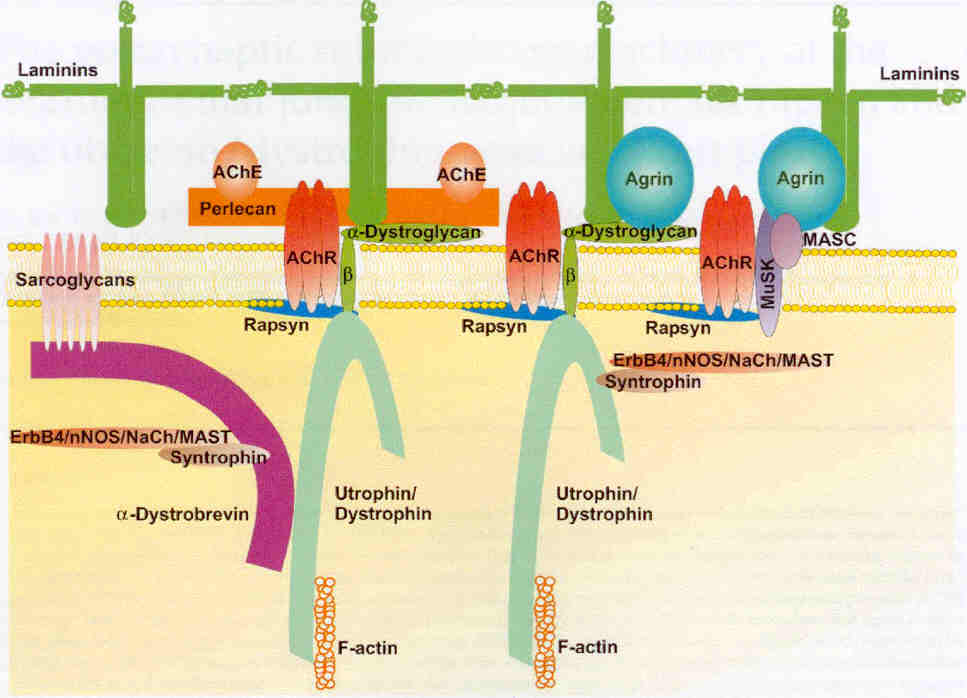 Laminins
Laminins
AChE
AChE
Agrin
Agrin
Perlecan
α-Dystroglycan
α-Dystroglycan
MASC
AChR
AChR
AChR
β
β
MuSK
Sarcoglycans
Rapsyn
Rapsyn
Rapsyn
ErbB4/nNOS/NaCh/MAST
Syntrophin
ErbB4/nNOS/NaCh/MAST
Syntrophin
α-Dystrobrevin
Utrophin/
Dystrophin
Utrophin/
Dystrophin
F-actin
F-actin